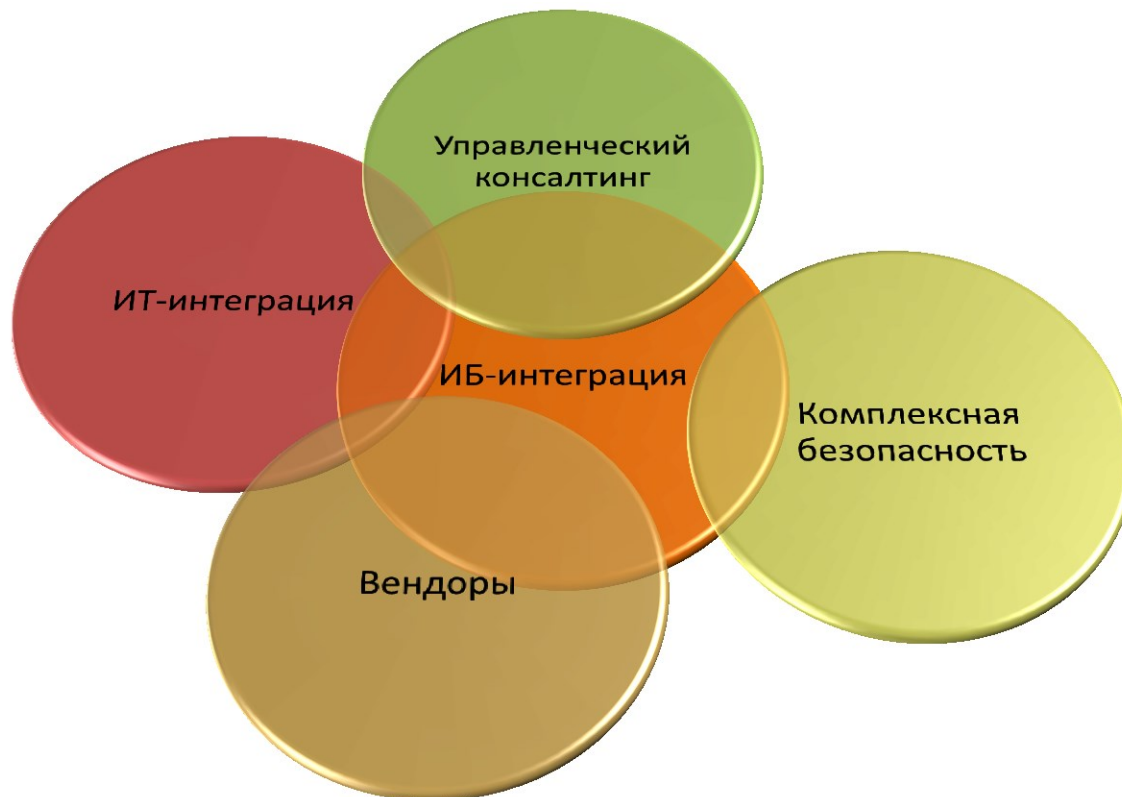 Управленческий
консалтинг
ИТ-интеграция
ИБ-интеграция
Комплексная
безопасность
Вендоры